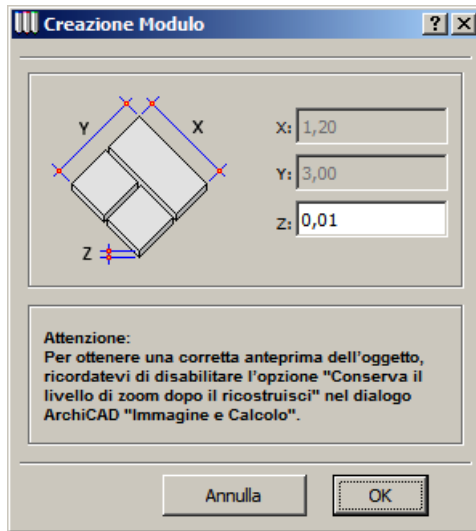 Creazione Modulo
Y
X
Z
X: 1,20
Y: 3,00
Z: 0,01
Attenzione:
Per ottenere una corretta anteprima dell'oggetto,
ricordatevi di disabilitare l'opzione "Conserva il
livello di zoom dopo il ricostruisci" nel dialogo
ArchiCAD "Immagine e Calcolo".
Annulla
OK